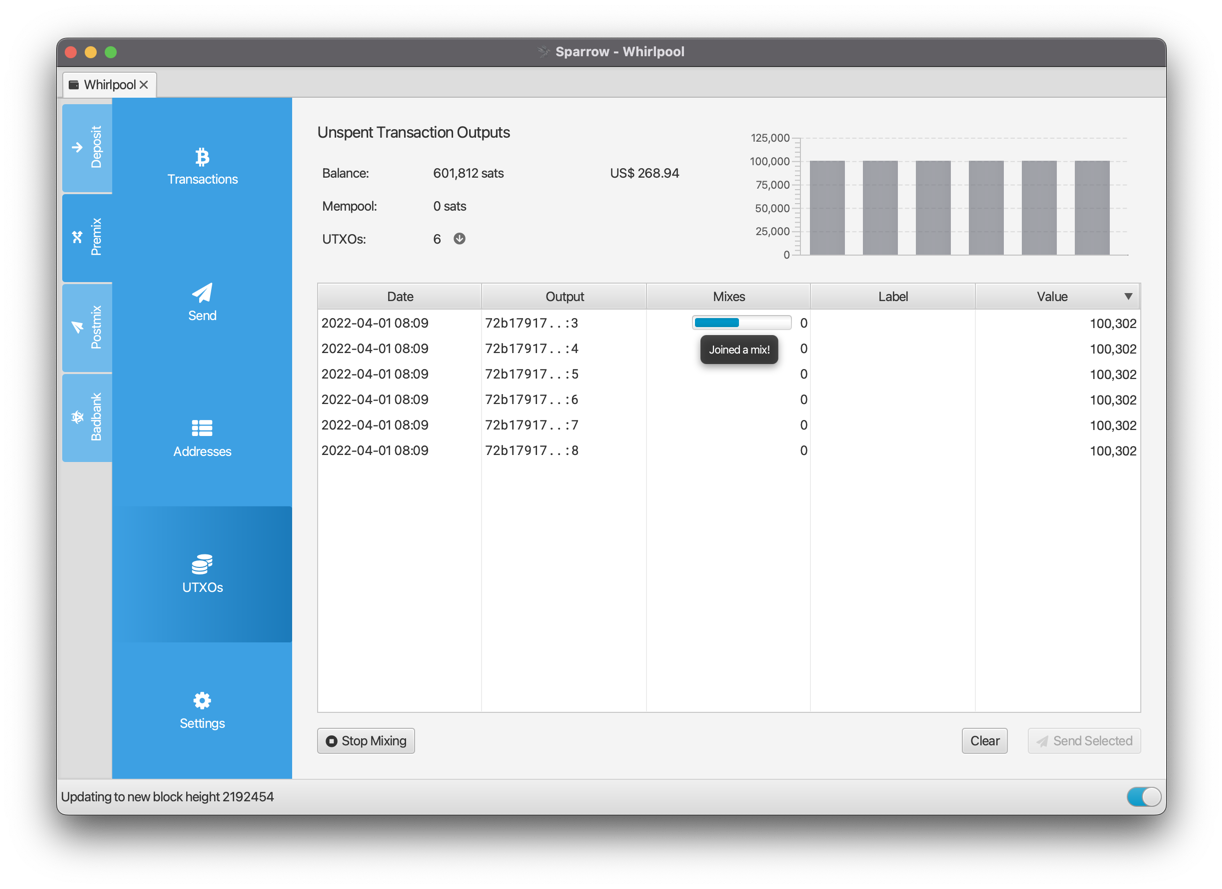 Sparrow - Whirlpool
Whirlpool
Deposit
Premix
Postmix
Badbank
Transactions
Send
Addresses
UTXOs
Settings
Unspent Transaction Outputs
Balance: 601,812 sats US$ 268.94
Mempool: 0 sats
UTXOs: 6
125,000
100,000
75,000
50,000
25,000
0
Date Output Mixes Label Value
2022-04-01 08:09 72b17917..:3 0 100,302
2022-04-01 08:09 72b17917..:4 0 100,302
Joined a mix!
2022-04-01 08:09 72b17917..:5 0 100,302
2022-04-01 08:09 72b17917..:6 0 100,302
2022-04-01 08:09 72b17917..:7 0 100,302
2022-04-01 08:09 72b17917..:8 0 100,302
Stop Mixing Clear Send Selected
Updating to new block height 2192454